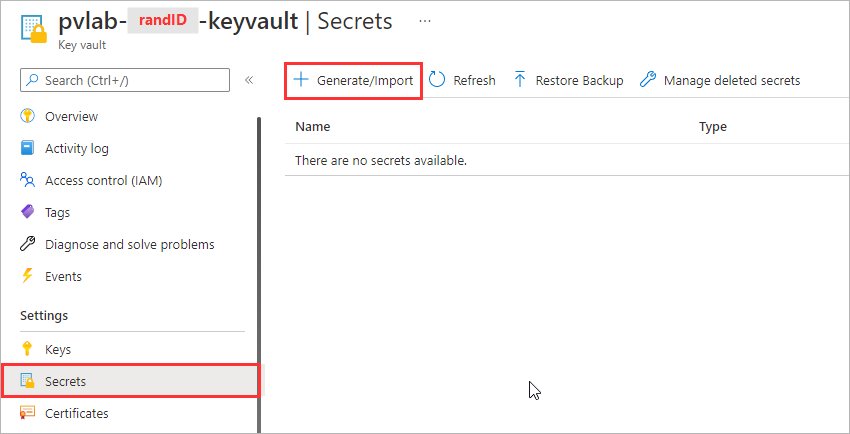 pvlab- randID -keyvault | Secrets ...
Key vault
Search (Ctrl+/) «
Overview
Activity log
Access control (IAM)
Tags
Diagnose and solve problems
Events
Settings
Keys
Secrets
Certificates
+ Generate/Import Refresh Restore Backup Manage deleted secrets
Name Type
There are no secrets available.